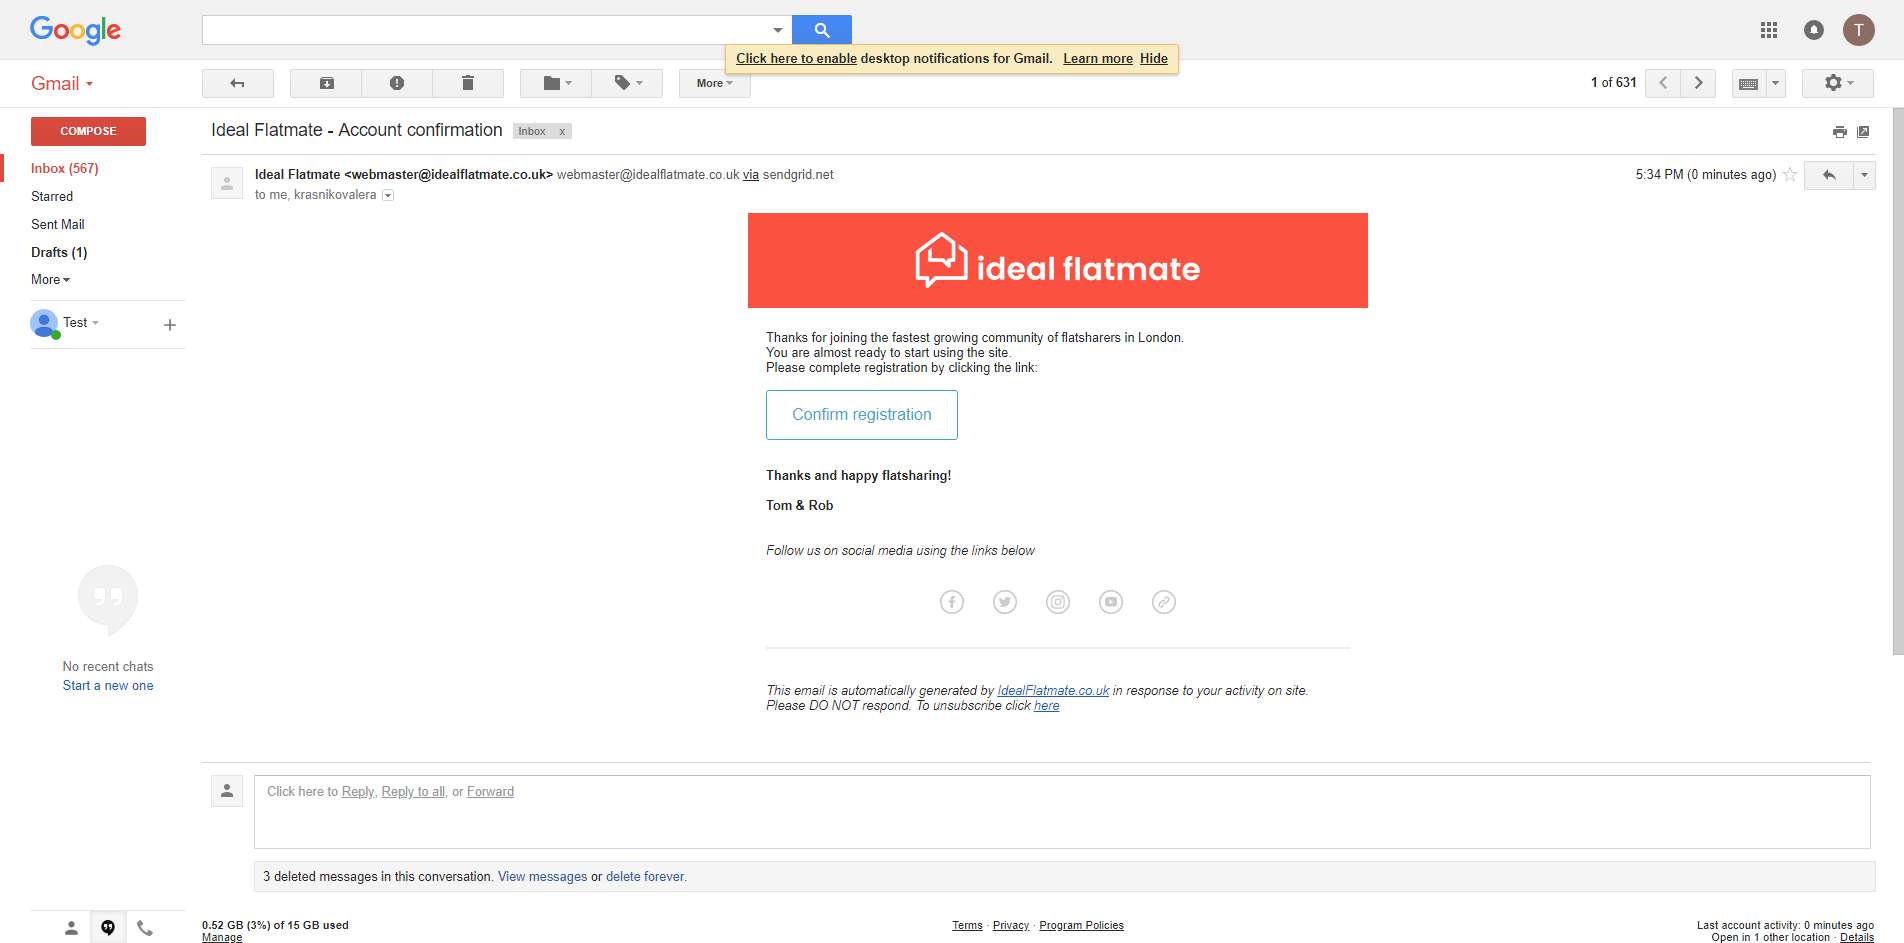 Google
T
Click here to enable desktop notifications for Gmail. Learn more Hide
Gmail
More
1 of 631
COMPOSE
Ideal Flatmate - Account confirmation Inbox x
Inbox (567)
Starred
Sent Mail
Drafts (1)
More
Test
Ideal Flatmate <webmaster@idealflatmate.co.uk> webmaster@idealflatmate.co.uk via sendgrid.net
5:34 PM (0 minutes ago)
to me, krasnikovalera
ideal flatmate
Thanks for joining the fastest growing community of flatsharers in London.
You are almost ready to start using the site.
Please complete registration by clicking the link:
Confirm registration
Thanks and happy flatsharing!
Tom & Rob
Follow us on social media using the links below
This email is automatically generated by IdealFlatmate.co.uk in response to your activity on site.
Please DO NOT respond. To unsubscribe click here
No recent chats
Start a new one
Click here to Reply, Reply to all, or Forward
3 deleted messages in this conversation. View messages or delete forever.
0.52 GB (3%) of 15 GB used
Manage
Terms · Privacy · Program Policies
Last account activity: 0 minutes ago
Open in 1 other location · Details